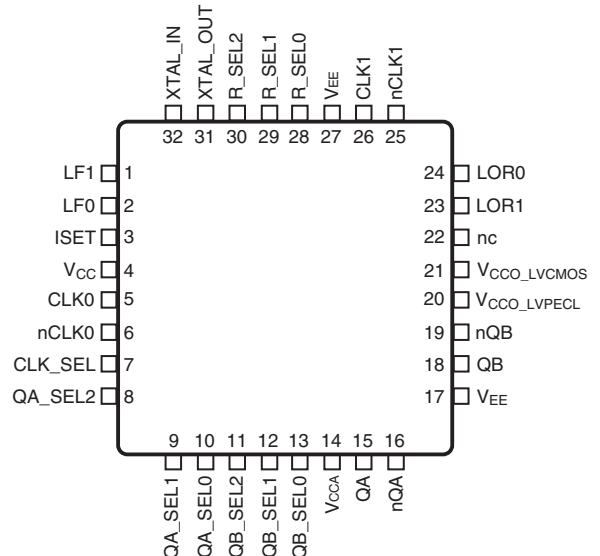 XTAL_IN
XTAL_OUT
R_SEL2
R_SEL1
R_SEL0
VEE
CLK1
nCLK1
32 31 30 29 28 27 26 25
LF1 1
LF0 2
ISET 3
VCC 4
CLK0 5
nCLK0 6
CLK_SEL 7
QA_SEL2 8
24 LOR0
23 LOR1
22 nc
21 VCCO_LVCMOS
20 VCCO_LVPECL
19 nQB
18 QB
17 VEE
9 10 11 12 13 14 15 16
QA_SEL1
QA_SEL0
QB_SEL2
QB_SEL1
QB_SEL0
VCCA
QA
nQA